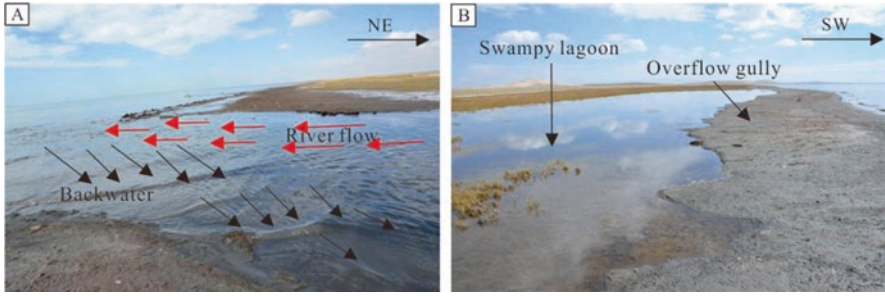 A
NE
River flow
Backwater
B
SW
Swampy lagoon
Overflow gully